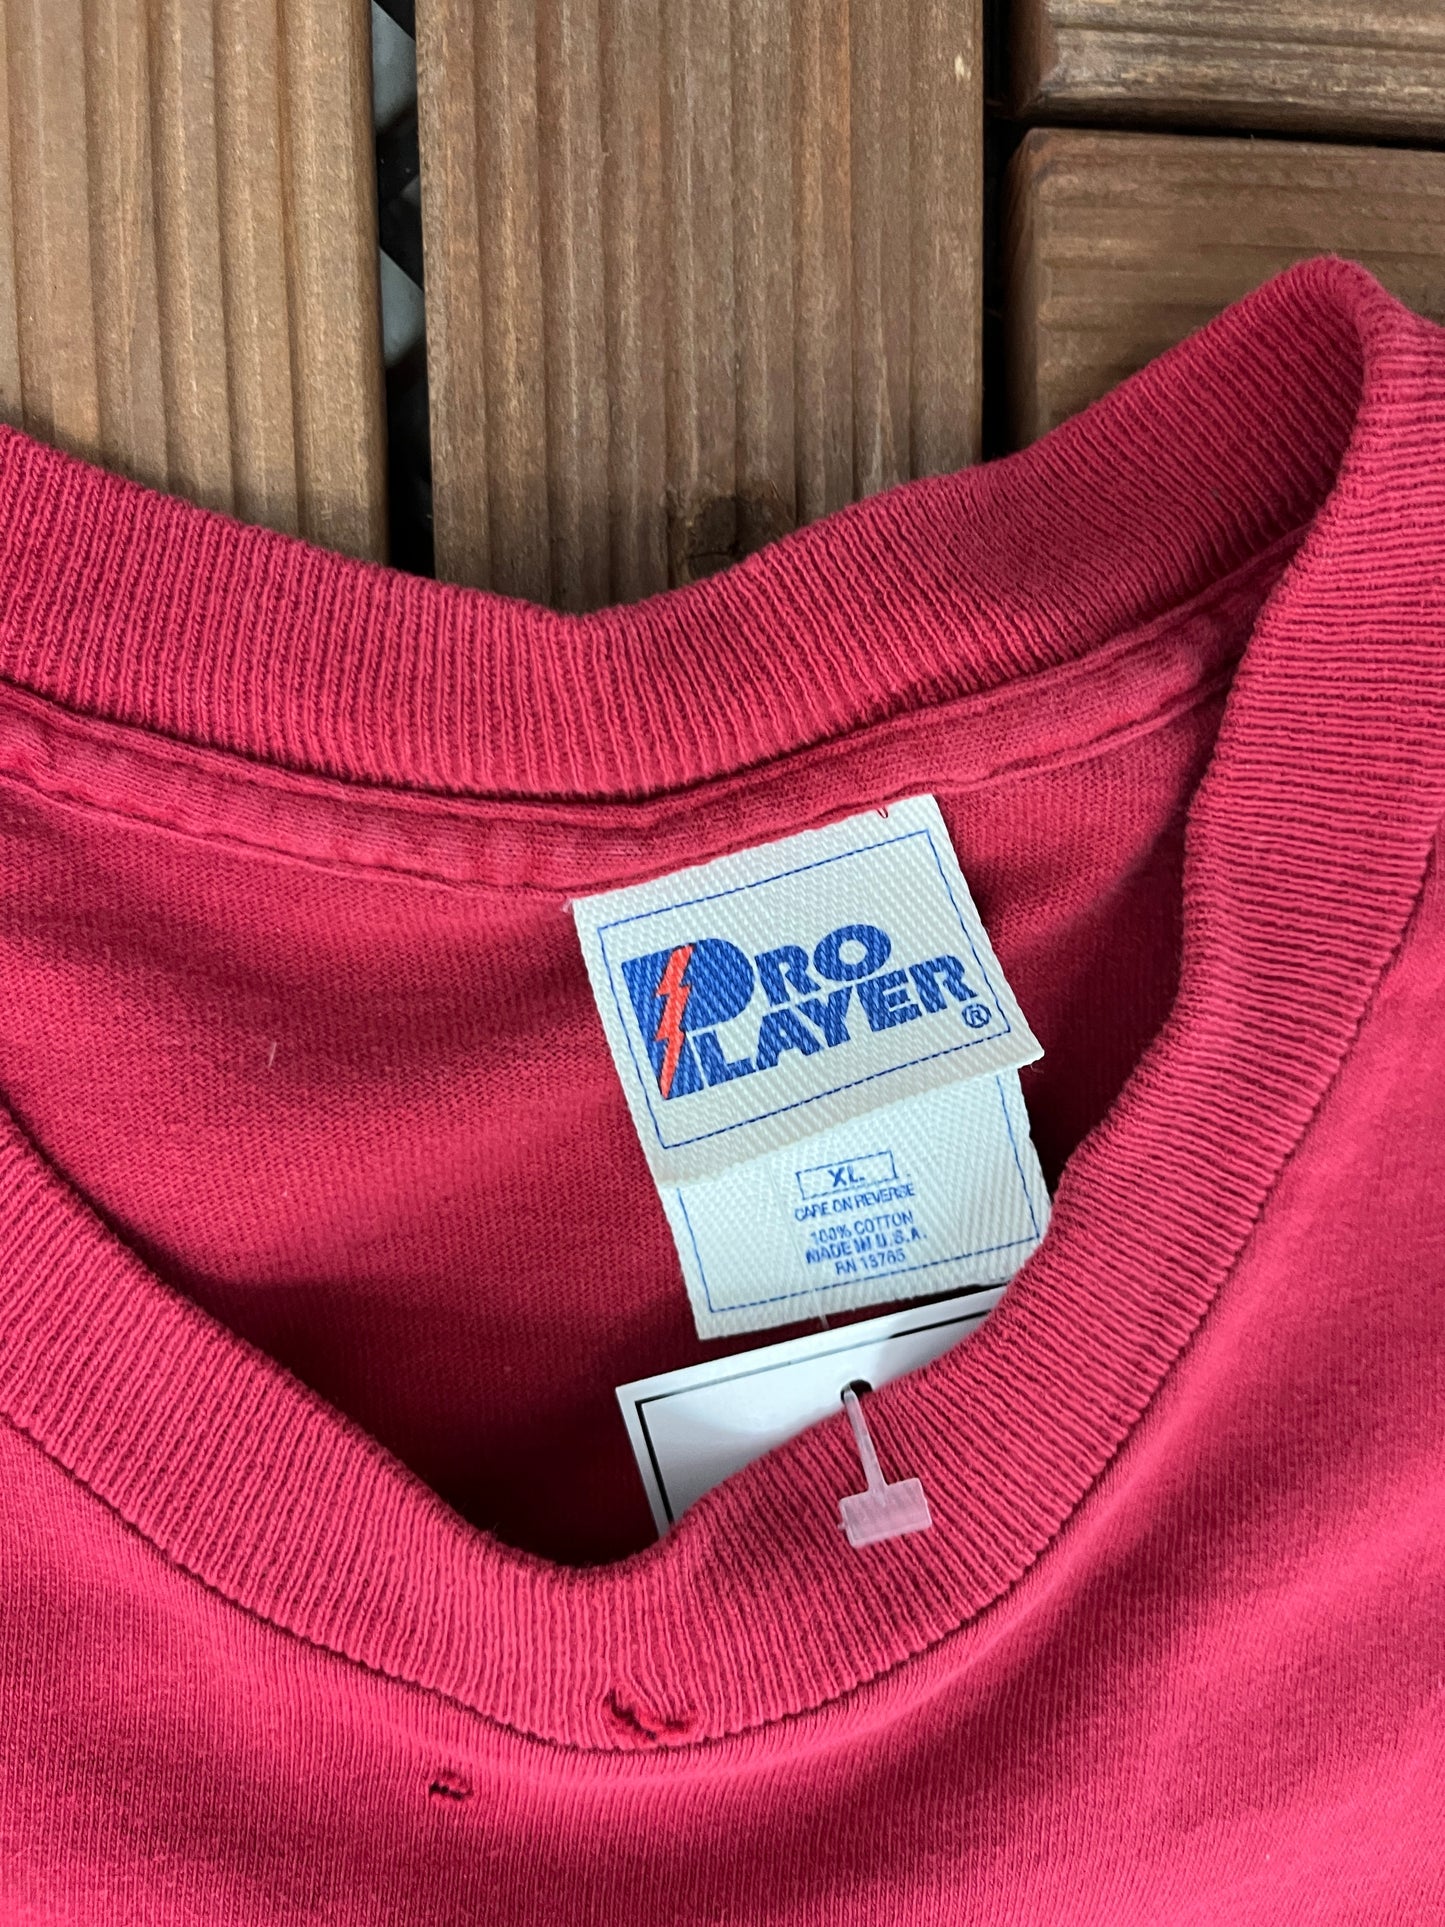 PRO
PLAYER®
XL
CARE ON REVERSE
100% COTTON
MADE IN U.S.A.
RN 13765